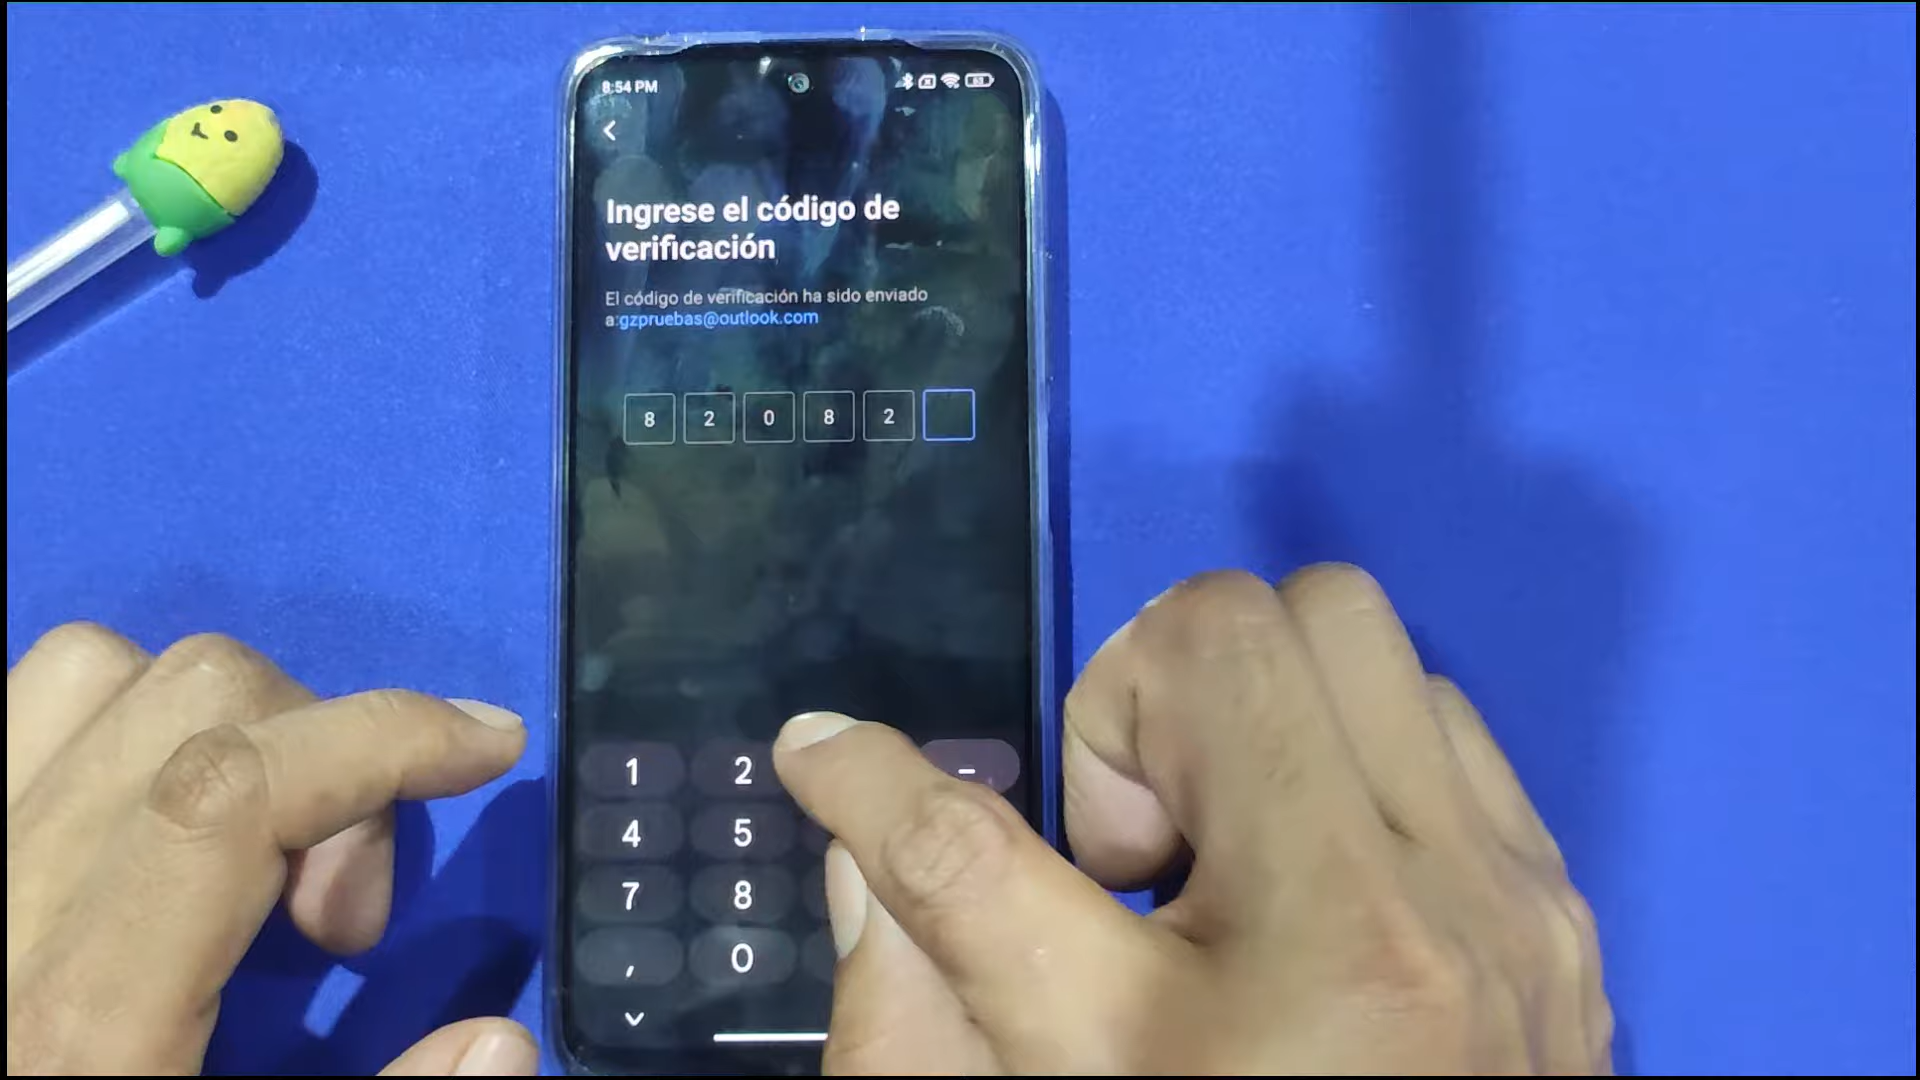 8:54 PM
Ingrese el código de
verificación
El código de verificación ha sido enviado
a:gzpruebas@outlook.com
8 2 0 8 2
1 2 -
4 5
7 8
, 0